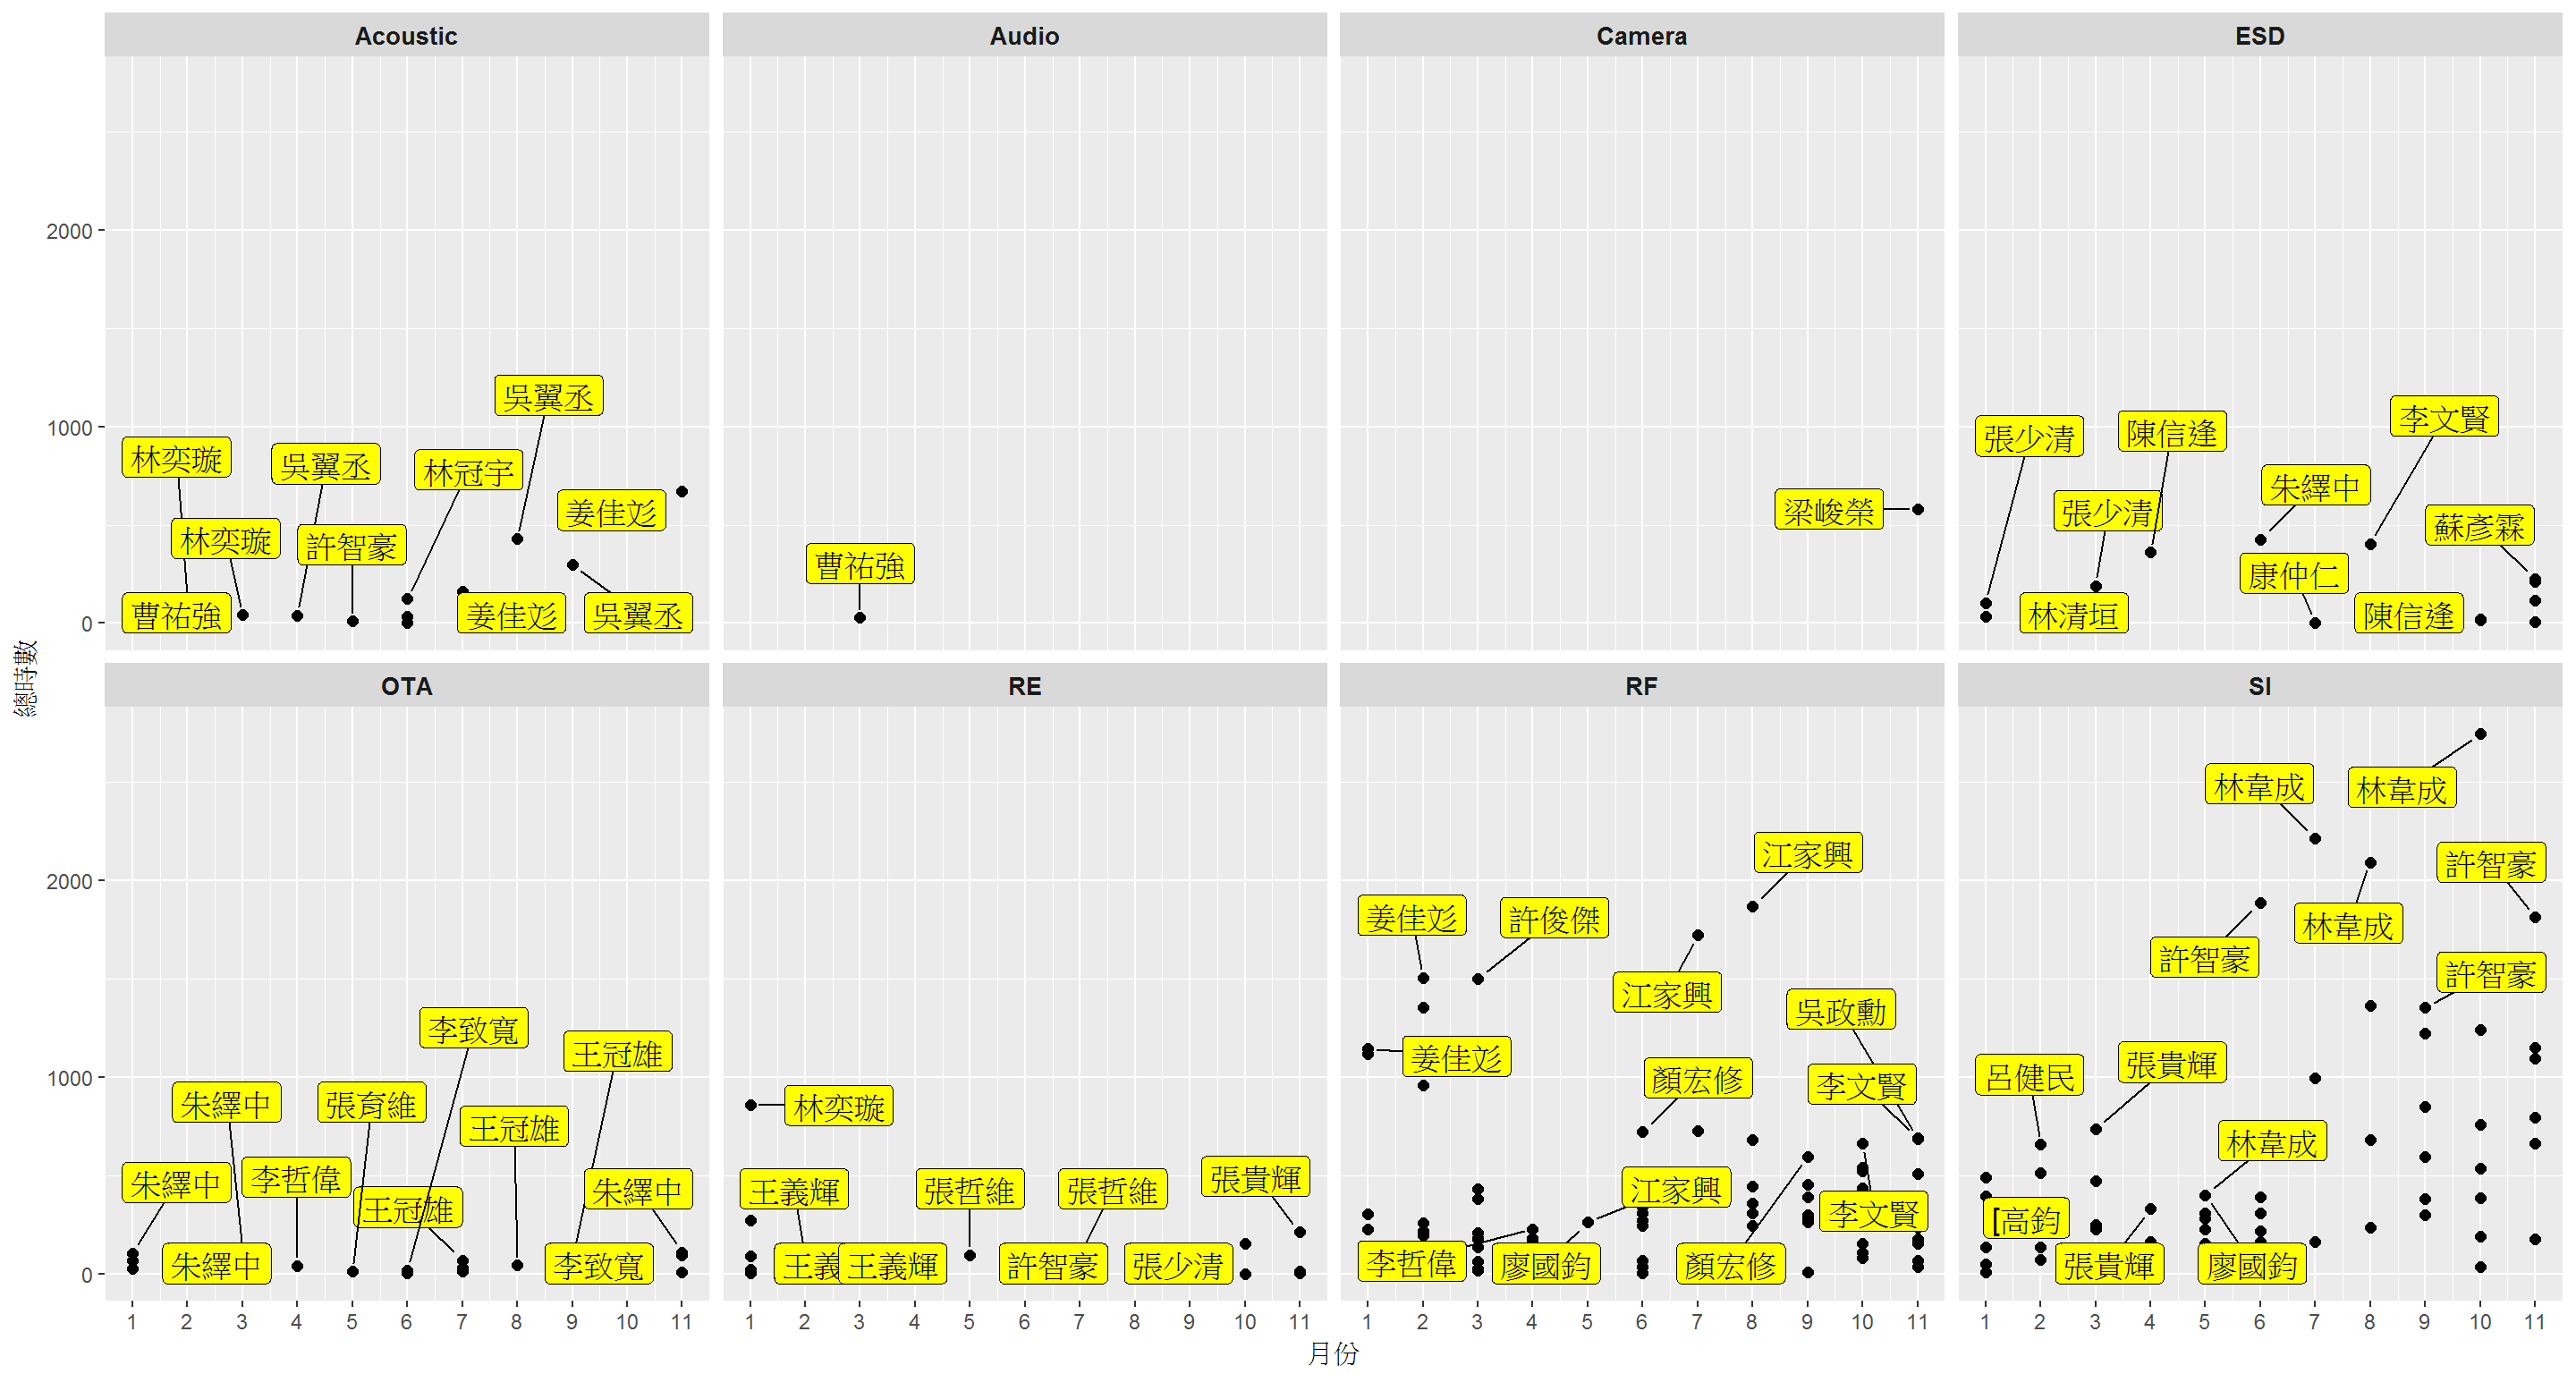 Acoustic
Audio
Camera
ESD
總時數
2000
1000
0
林奕璇
林奕璇
曹祐強
吳翼丞
許智豪
林冠宇
吳翼丞
姜佳彣
姜佳彣
吳翼丞
曹祐強
梁峻榮
張少清
陳信逢
張少清
林清垣
朱繹中
康仲仁
李文賢
陳信逢
蘇彥霖
OTA
RE
RF
SI
2000
1000
0
朱繹中
朱繹中
朱繹中
李哲偉
張育維
王冠雄
李致寬
王冠雄
王冠雄
李致寬
朱繹中
林奕璇
王義輝
王義
王義輝
張哲維
張哲維
許智豪
張貴輝
張少清
姜佳彣
許俊傑
姜佳彣
李哲偉
廖國鈞
江家興
江家興
顏宏修
江家興
顏宏修
吳政勳
李文賢
李文賢
林韋成
林韋成
許智豪
林韋成
許智豪
許智豪
呂健民
張貴輝
林韋成
[高鈞
張貴輝
廖國鈞
1 2 3 4 5 6 7 8 9 10 11
1 2 3 4 5 6 7 8 9 10 11
1 2 3 4 5 6 7 8 9 10 11
1 2 3 4 5 6 7 8 9 10 11
月份